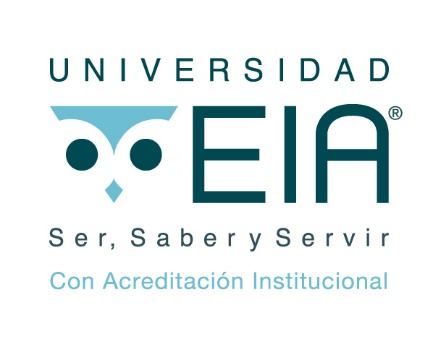 UNIVERSIDAD
EIA®
Ser, Saber y Servir
Con Acreditación Institucional